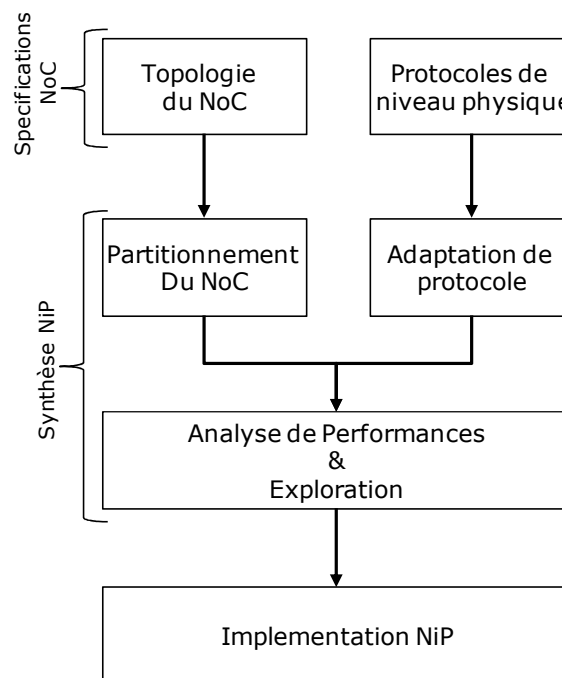 Specifications
NoC
Topologie
du NoC
Protocoles de
niveau physique
Synthèse NiP
Partitionnement
Du NoC
Adaptation de
protocole
Analyse de Performances
&
Exploration
Implementation NiP